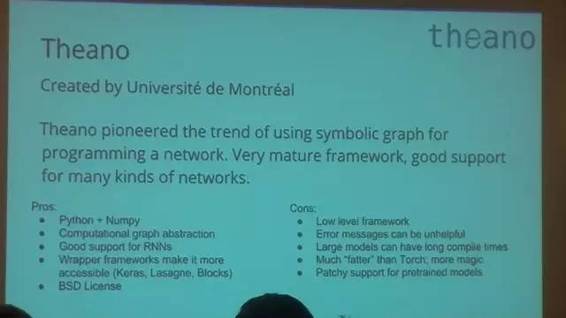 theano
Theano
Created by Université de Montréal
Theano pioneered the trend of using symbolic graph for
programming a network. Very mature framework, good support
for many kinds of networks.
Pros:
● Python + Numpy
● Computational graph abstraction
● Good support for RNNs
● Wrapper frameworks make it more
accessible (Keras, Lasagne, Blocks)
● BSD License
Cons:
● Low level framework
● Error messages can be unhelpful
● Large models can have long compile times
● Much "fatter" than Torch; more magic
● Patchy support for pretrained models